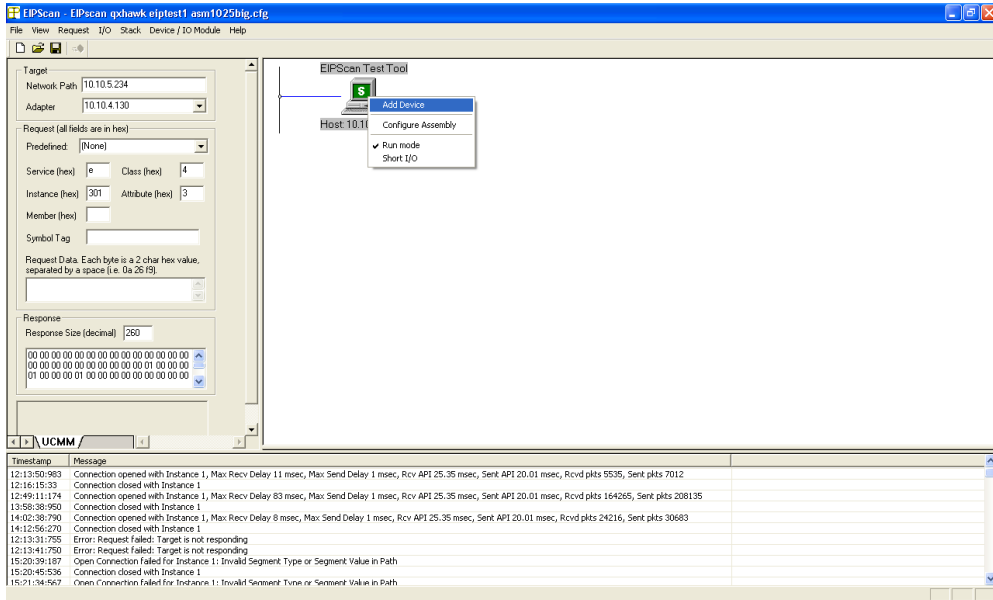 EIPScan - EIPscan qxhawk eiptest1 asm1025big.cfg
File View Request I/O Stack Device / IO Module Help
Target
Network Path 10.10.5.234
Adapter 10.10.4.130
Request (all fields are in hex)
Predefined: (None)
Service (hex) e Class (hex) 4
Instance (hex) 301 Attribute (hex) 3
Member (hex)
Symbol Tag
Request Data. Each byte is a 2 char hex value,
separated by a space (i.e. 0a 26 f9).
Response
Response Size (decimal) 260
00 00 00 00 00 00 00 00 00 00 00 00 00 00
00 00 00 00 00 00 00 00 00 00 01 00 00 00
01 00 00 00 01 00 00 00 00 00 00 00 00 00
UCMM
EIPScan Test Tool
S
Host: 10.10
Add Device
Configure Assembly
Run mode
Short I/O
Timestamp Message
12:13:50:983 Connection opened with Instance 1, Max Recv Delay 11 msec, Max Send Delay 1 msec, Rcv API 25.35 msec, Sent API 20.01 msec, Rcvd pkts 5535, Sent pkts 7012
12:16:15:33 Connection closed with Instance 1
12:49:11:174 Connection opened with Instance 1, Max Recv Delay 83 msec, Max Send Delay 1 msec, Rcv API 25.35 msec, Sent API 20.01 msec, Rcvd pkts 164265, Sent pkts 208135
13:58:38:950 Connection closed with Instance 1
14:02:38:790 Connection opened with Instance 1, Max Recv Delay 8 msec, Max Send Delay 1 msec, Rcv API 25.35 msec, Sent API 20.01 msec, Rcvd pkts 24216, Sent pkts 30683
14:12:56:270 Connection closed with Instance 1
12:13:31:755 Error: Request failed: Target is not responding
12:13:41:750 Error: Request failed: Target is not responding
15:20:39:187 Open Connection failed for Instance 1: Invalid Segment Type or Segment Value in Path
15:20:45:536 Connection closed with Instance 1
15:21:34:567 Open Connection failed for Instance 1: Invalid Segment Type or Segment Value in Path